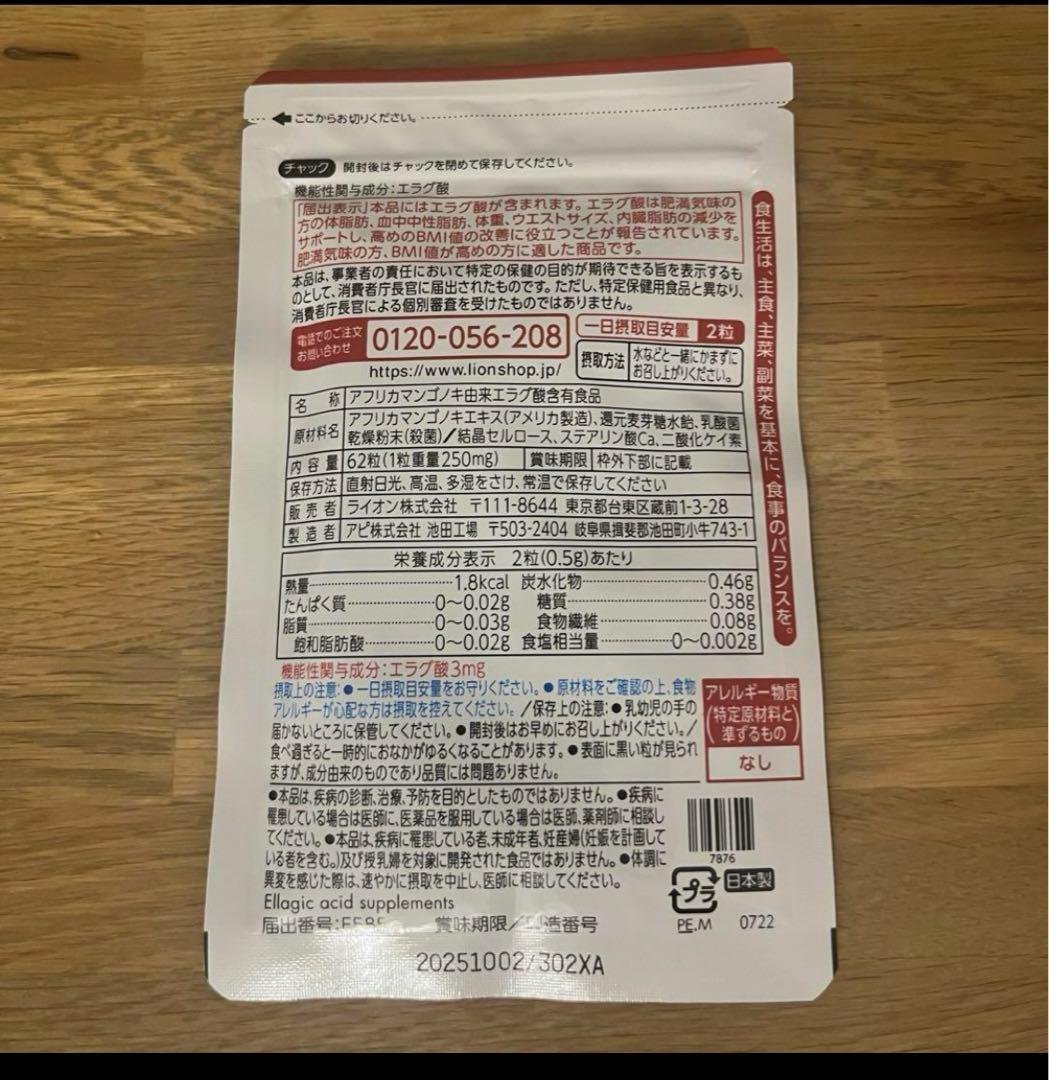 ここからお切りください。
チャック 開封後はチャックを閉めて保存してください。
機能性関与成分：エラグ酸
「届出表示」本品にはエラグ酸が含まれます。エラグ酸は肥満気味の
方の体脂肪、血中中性脂肪、体重、ウエストサイズ、内臓脂肪の減少を
サポートし、高めのBMI値の改善に役立つことが報告されています。
肥満気味の方、BMI値が高めの方に適した商品です。
本品は、事業者の責任において特定の保健の目的が期待できる旨を表示するも
のとして、消費者庁長官に届出されたものです。ただし、特定保健用食品と異なり、
消費者庁長官による個別審査を受けたものではありません。
電話でのご注文
お問い合わせ
0120-056-208
https://www.lionshop.jp/
一日摂取目安量 2粒
摂取方法 水などと一緒にかまずに
お召し上がりください。
食生活は、主食、主菜、副菜を基本に、食事のバランスを。
名称 アフリカマンゴノキ由来エラグ酸含有食品
原材料名 アフリカマンゴノキエキス(アメリカ製造)、還元麦芽糖水飴、乳酸菌
乾燥粉末(殺菌)／結晶セルロース、ステアリン酸Ca、二酸化ケイ素
内容量 62粒(1粒重量250mg) 賞味期限 枠外下部に記載
保存方法 直射日光、高温、多湿をさけ、常温で保存してください
販売者 ライオン株式会社 〒111-8644 東京都台東区蔵前1-3-28
製造者 アピ株式会社 池田工場 〒503-2404 岐阜県揖斐郡池田町小牛743-1
栄養成分表示 2粒(0.5g)あたり
熱量 1.8kcal 炭水化物 0.46g
たんぱく質 0〜0.02g 糖質 0.38g
脂質 0〜0.03g 食物繊維 0.08g
飽和脂肪酸 0〜0.02g 食塩相当量 0〜0.002g
機能性関与成分：エラグ酸3mg
摂取上の注意：●一日摂取目安量をお守りください。●原材料をご確認の上、食物
アレルギーが心配な方は摂取を控えてください。／保存上の注意：●乳幼児の手の
届かないところに保管してください。●開封後はお早めにお召し上がりください。／
食べ過ぎると一時的におなかがゆるくなることがあります。●表面に黒い粒が見られ
ますが、成分由来のものであり品質には問題ありません。
アレルギー物質
(特定原材料と
準ずるもの)
なし
●本品は、疾病の診断、治療、予防を目的としたものではありません。●疾病に
罹患している場合は医師に、医薬品を服用している場合は医師、薬剤師に相談し
てください。●本品は、疾病に罹患している者、未成年者、妊産婦(妊娠を計画して
いる者を含む。)及び授乳婦を対象に開発された食品ではありません。●体調に
異変を感じた際は、速やかに摂取を中止し、医師に相談してください。
7876
プラ 日本製
PE.M 0722
Ellagic acid supplements
届出番号： 賞味期限／製造番号
20251002/302XA